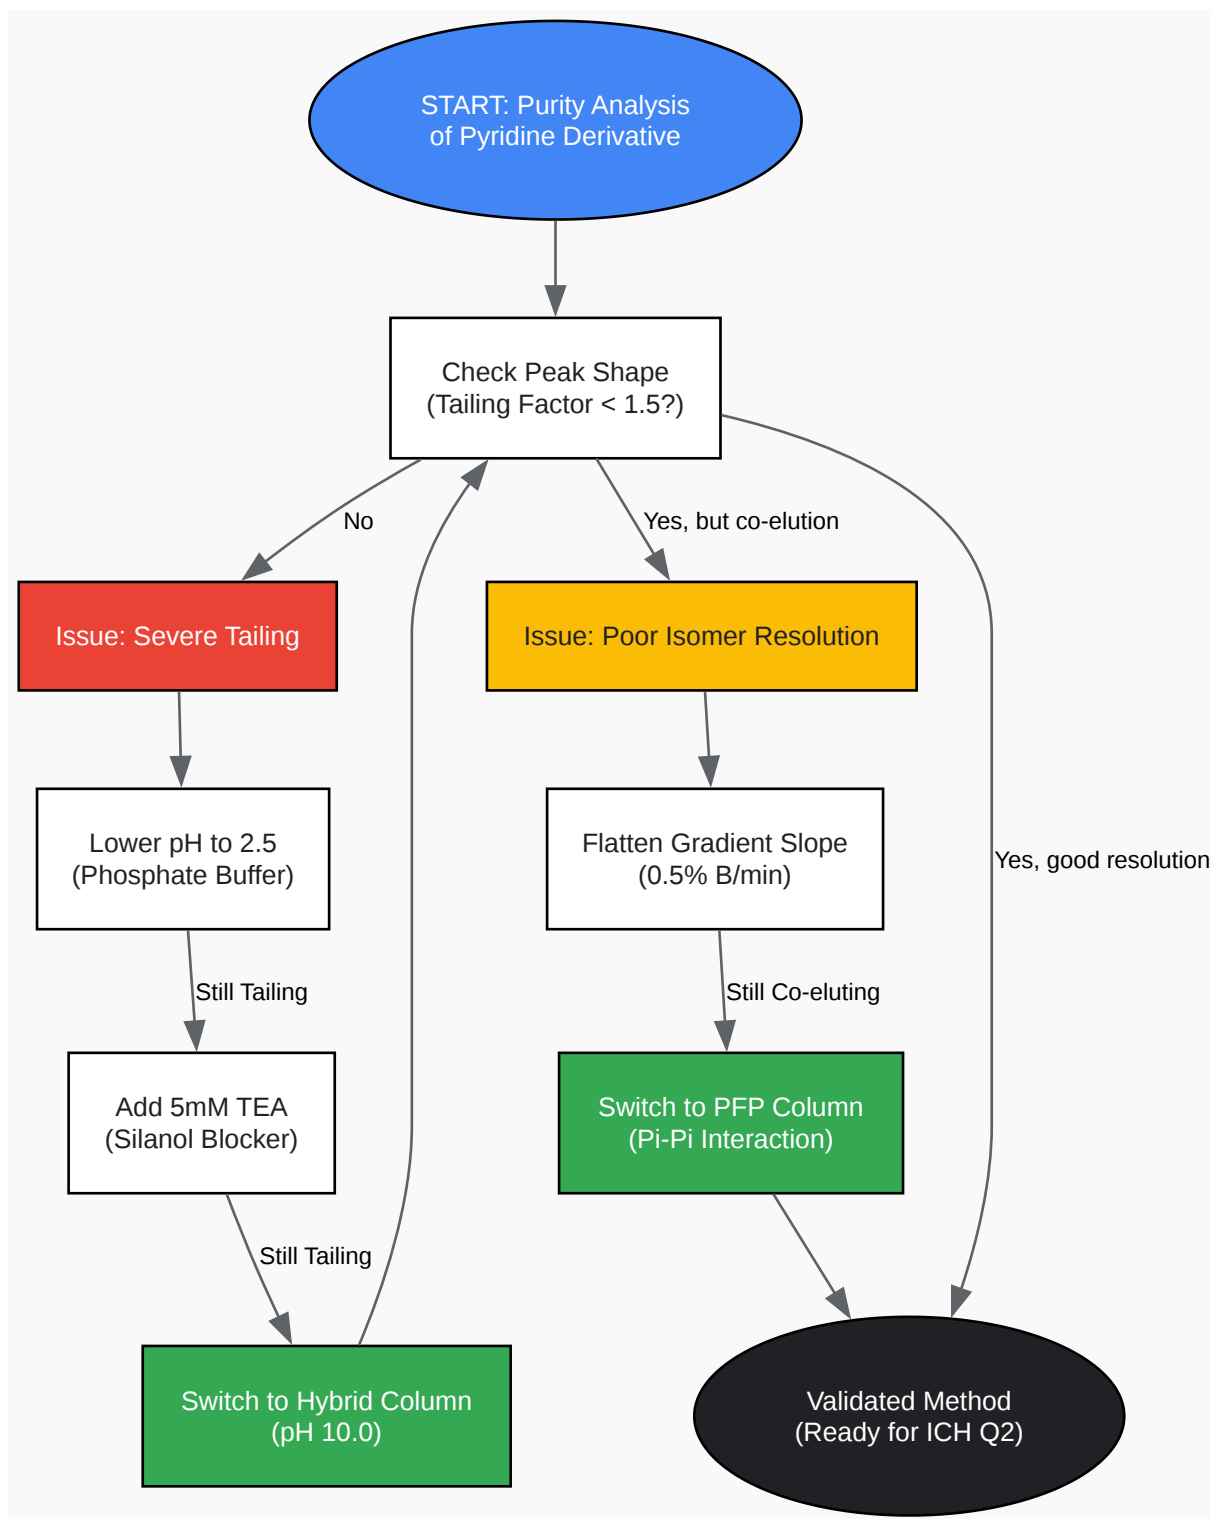 START: Purity Analysis
of Pyridine Derivative
Check Peak Shape
(Tailing Factor < 1.5?)
No
Yes, but co-elution
Issue: Severe Tailing
Issue: Poor Isomer Resolution
Lower pH to 2.5
(Phosphate Buffer)
Flatten Gradient Slope
(0.5% B/min)
Yes, good resolution
Still Tailing
Still Co-eluting
Add 5mM TEA
(Silanol Blocker)
Switch to PFP Column
(Pi-Pi Interaction)
Still Tailing
Switch to Hybrid Column
(pH 10.0)
Validated Method
(Ready for ICH Q2)